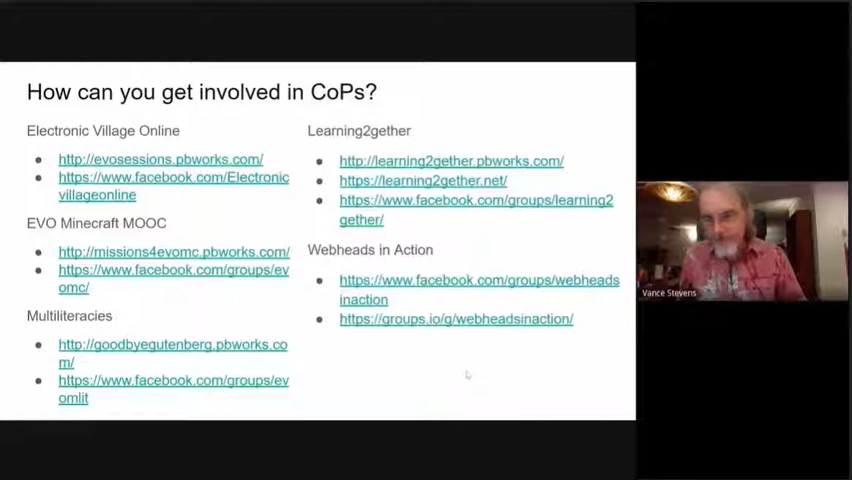 How can you get involved in CoPs?
Electronic Village Online
http://evosessions.pbworks.com/
https://www.facebook.com/Electronic
villageonline
EVO Minecraft MOOC
http://missions4evomc.pbworks.com/
https://www.facebook.com/groups/ev
omc/
Multiliteracies
http://goodbyegutenberg.pbworks.co
m/
https://www.facebook.com/groups/ev
omlit
Learning2gether
http://learning2gether.pbworks.com/
https://learning2gether.net/
https://www.facebook.com/groups/learning2
gether/
Webheads in Action
https://www.facebook.com/groups/webheads
inaction
https://groups.io/g/webheadsinaction/
Vance Stevens